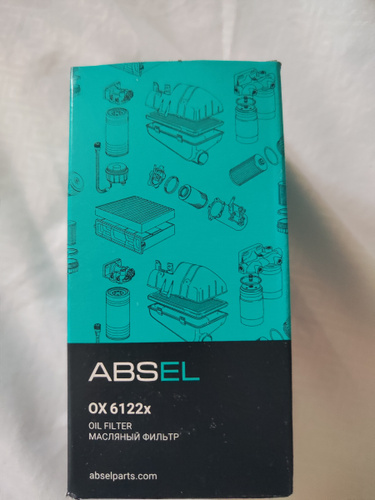 ABSEL
OX 6122x
OIL FILTER
МАСЛЯНЫЙ ФИЛЬТР
abselparts.com